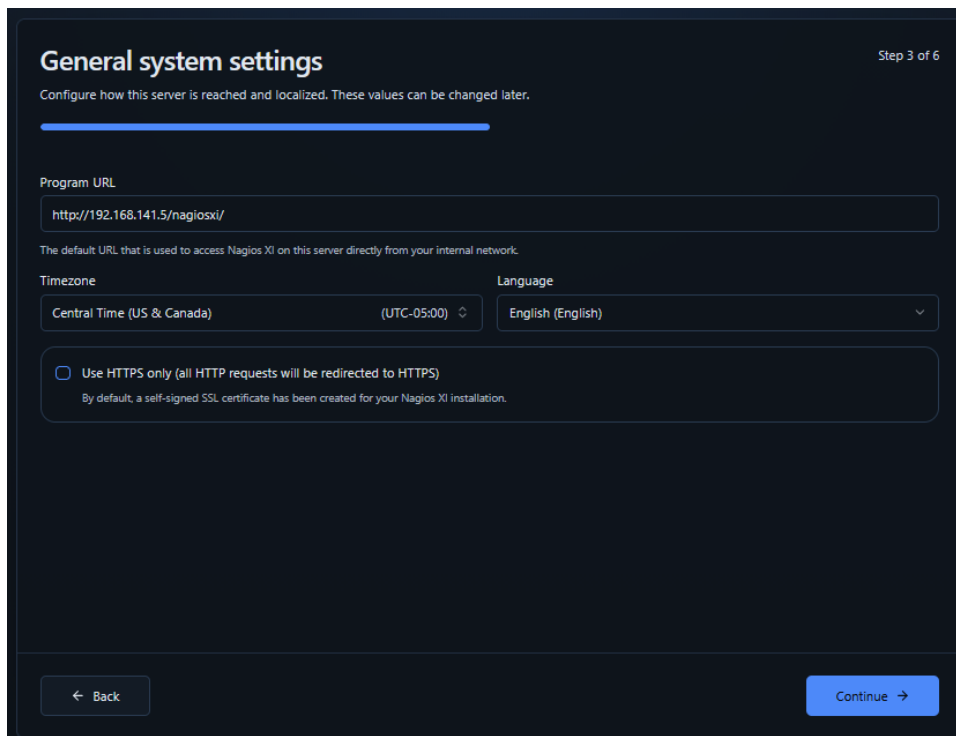 General system settings
Step 3 of 6
Configure how this server is reached and localized. These values can be changed later.
Program URL
http://192.168.141.5/nagiosxi/
The default URL that is used to access Nagios XI on this server directly from your internal network.
Timezone
Language
Central Time (US & Canada)
(UTC-05:00)
English (English)
Use HTTPS only (all HTTP requests will be redirected to HTTPS)
By default, a self-signed SSL certificate has been created for your Nagios XI installation.
Back
Continue